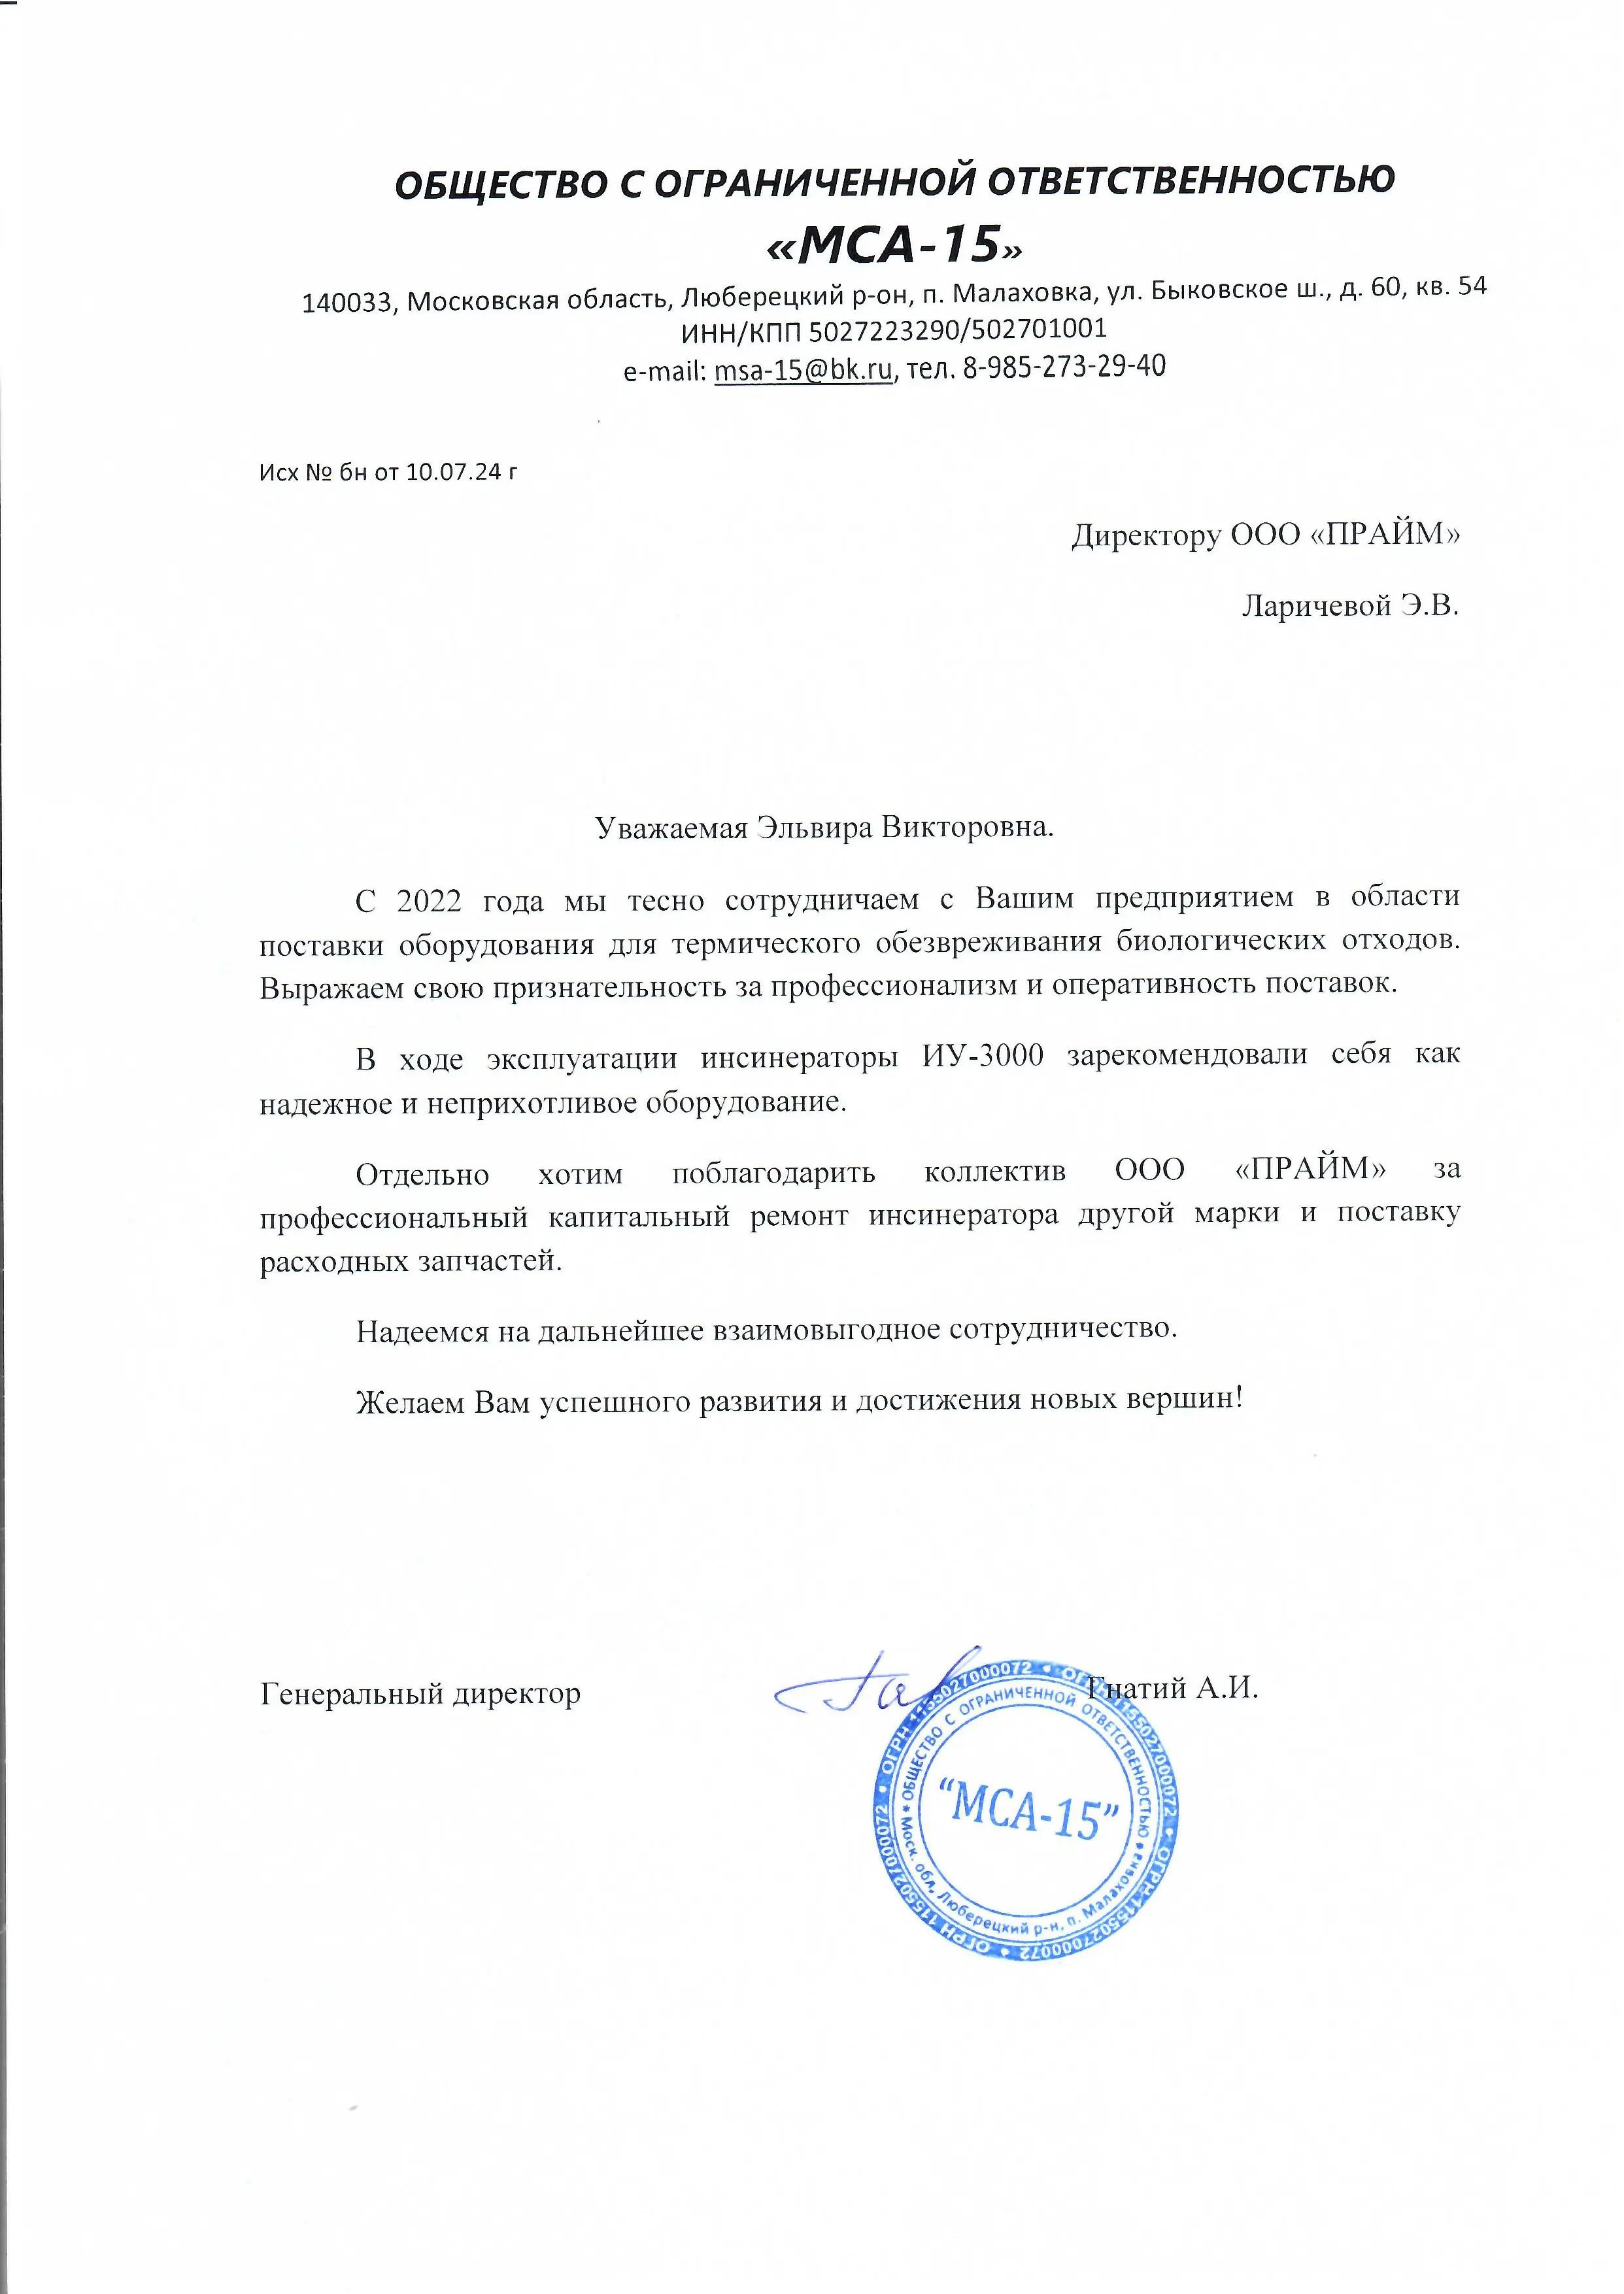 ОБЩЕСТВО С ОГРАНИЧЕННОЙ ОТВЕТСТВЕННОСТЬЮ
«МСА-15»
140033, Московская область, Люберецкий р-он, п. Малаховка, ул. Быковское ш., д. 60, кв. 54
ИНН/КПП 5027223290/502701001
e-mail: msa-15@bk.ru, тел. 8-985-273-29-40
Исх № бн от 10.07.24 г
Директору ООО «ПРАЙМ»
Ларичевой Э.В.
Уважаемая Эльвира Викторовна.
С 2022 года мы тесно сотрудничаем с Вашим предприятием в области
поставки оборудования для термического обезвреживания биологических отходов.
Выражаем свою признательность за профессионализм и оперативность поставок.
В ходе эксплуатации инсинераторы ИУ-3000 зарекомендовали себя как
надежное и неприхотливое оборудование.
Отдельно хотим поблагодарить коллектив ООО «ПРАЙМ» за
профессиональный капитальный ремонт инсинератора другой марки и поставку
расходных запчастей.
Надеемся на дальнейшее взаимовыгодное сотрудничество.
Желаем Вам успешного развития и достижения новых вершин!
Генеральный директор Гнатий А.И.
ОГРН 1155027000072 • ОГРН 1155027000072 • ОГРН 1155027000072 • ОГРН 1155027000072 •
ОБЩЕСТВО С ОГРАНИЧЕННОЙ ОТВЕТСТВЕННОСТЬЮ
Моск. обл, Люберецкий р-н, п. Малаховка
“МСА-15”